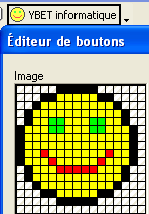 YBET informatique
Éditeur de boutons
Image